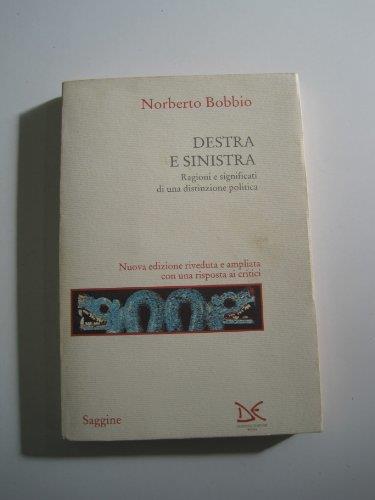 Norberto Bobbio
DESTRA
E SINISTRA
Ragioni e significati
di una distinzione politica
Nuova edizione riveduta e ampliata
con una risposta ai critici
Saggine
DE